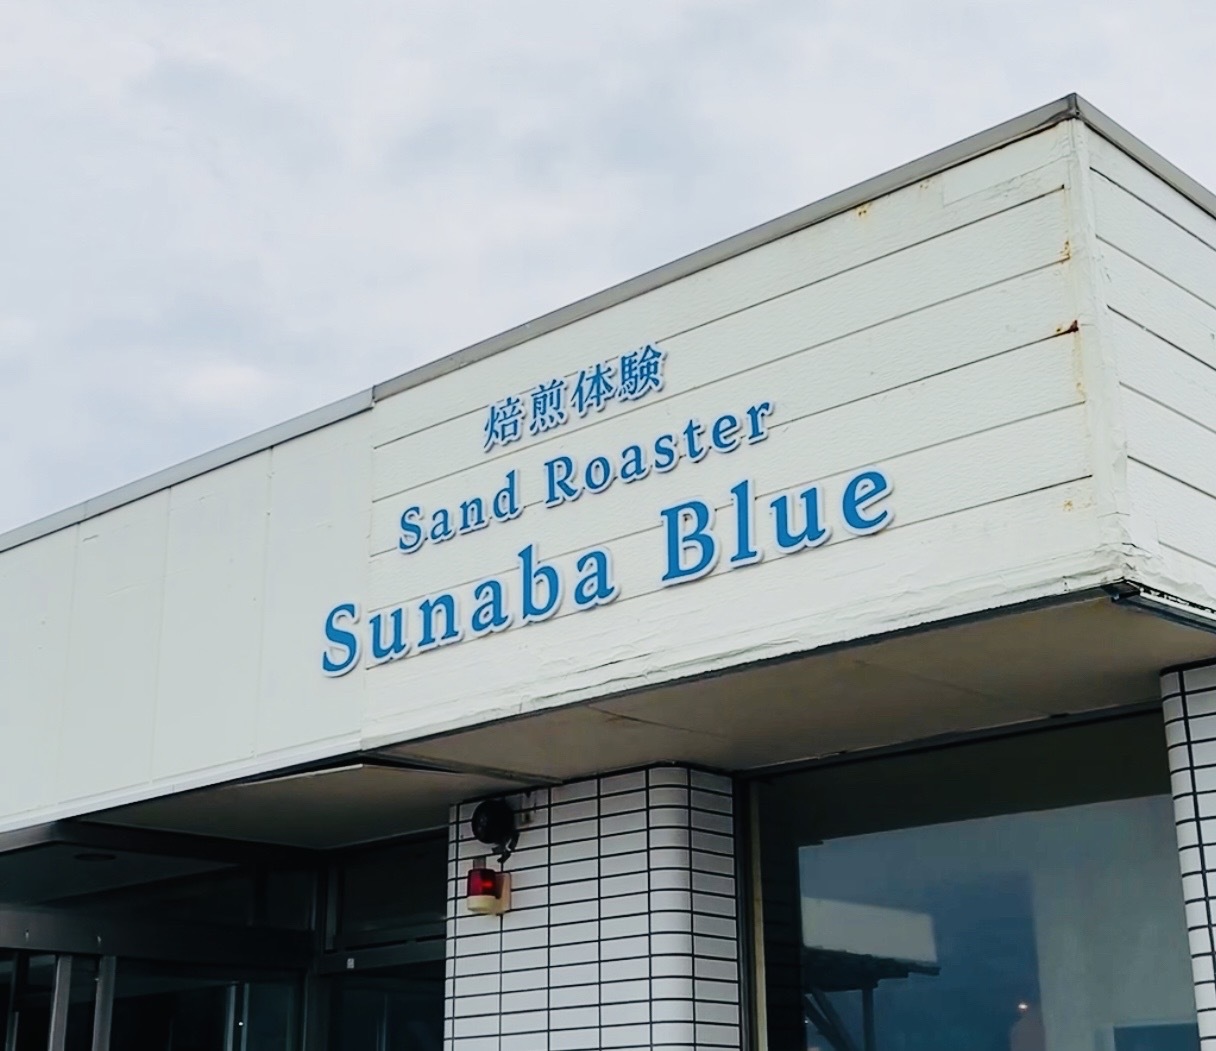 焙煎体験
Sand Roaster
Sunaba Blue